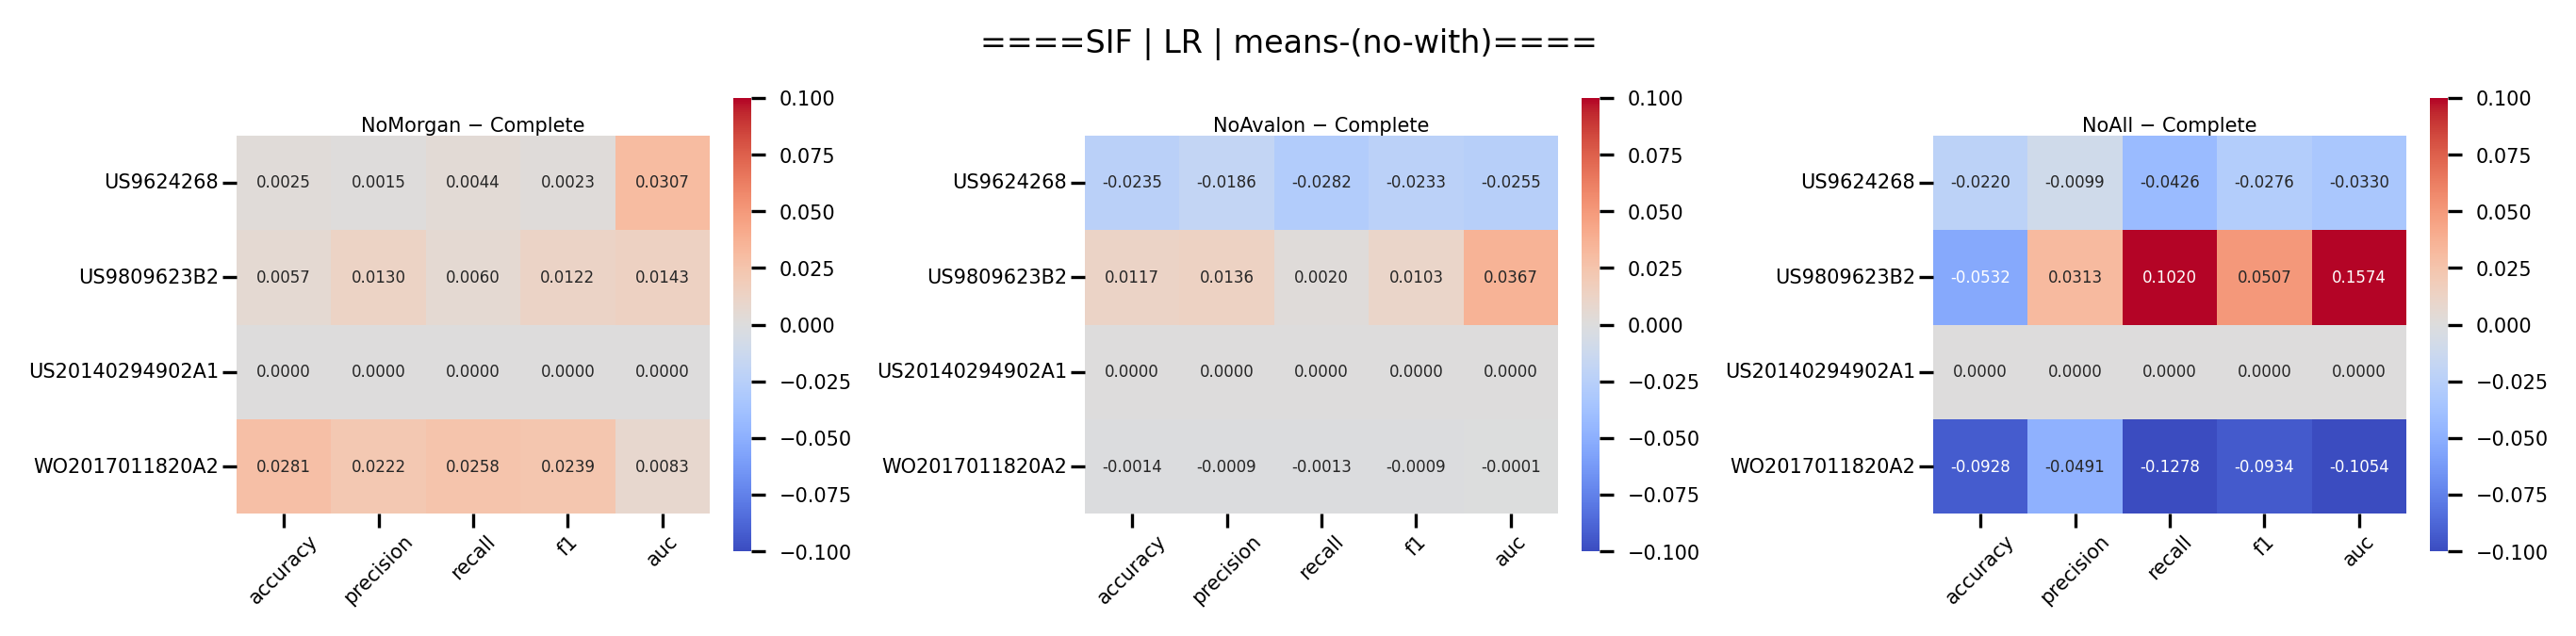 ====SIF | LR | means-(no-with)====
NoMorgan − Complete
US9624268 0.0025 0.0015 0.0044 0.0023 0.0307
US9809623B2 0.0057 0.0130 0.0060 0.0122 0.0143
US20140294902A1 0.0000 0.0000 0.0000 0.0000 0.0000
WO2017011820A2 0.0281 0.0222 0.0258 0.0239 0.0083
accuracy precision recall f1 auc
0.100
0.075
0.050
0.025
0.000
−0.025
−0.050
−0.075
−0.100
NoAvalon − Complete
US9624268 -0.0235 -0.0186 -0.0282 -0.0233 -0.0255
US9809623B2 0.0117 0.0136 0.0020 0.0103 0.0367
US20140294902A1 0.0000 0.0000 0.0000 0.0000 0.0000
WO2017011820A2 -0.0014 -0.0009 -0.0013 -0.0009 -0.0001
accuracy precision recall f1 auc
0.100
0.075
0.050
0.025
0.000
−0.025
−0.050
−0.075
−0.100
NoAll − Complete
US9624268 -0.0220 -0.0099 -0.0426 -0.0276 -0.0330
US9809623B2 -0.0532 0.0313 0.1020 0.0507 0.1574
US20140294902A1 0.0000 0.0000 0.0000 0.0000 0.0000
WO2017011820A2 -0.0928 -0.0491 -0.1278 -0.0934 -0.1054
accuracy precision recall f1 auc
0.100
0.075
0.050
0.025
0.000
−0.025
−0.050
−0.075
−0.100